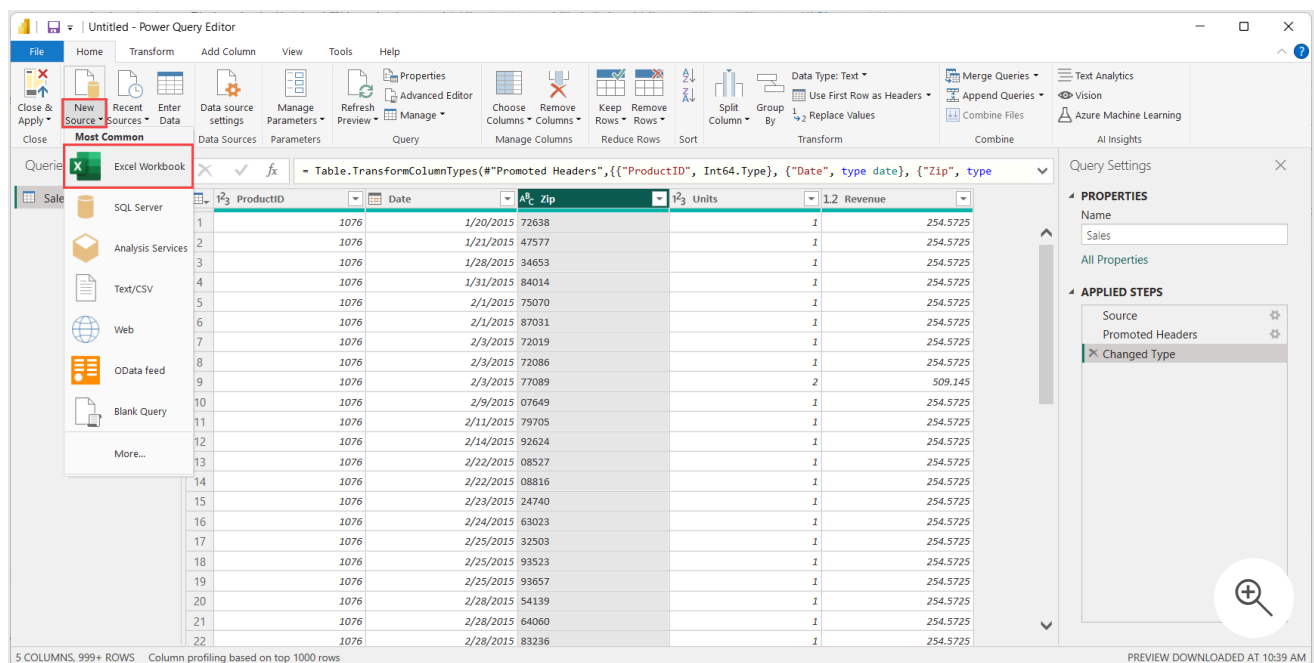 Untitled - Power Query Editor
File Home Transform Add Column View Tools Help
Close & Apply
New Source
Recent Sources
Enter Data
Data source settings
Manage Parameters
Refresh Preview
Properties
Advanced Editor
Manage
Choose Columns
Remove Columns
Keep Rows
Remove Rows
Split Column
Group By
Data Type: Text
Use First Row as Headers
1 2 Replace Values
Merge Queries
Append Queries
Combine Files
Text Analytics
Vision
Azure Machine Learning
Close Data Sources Parameters Query Manage Columns Reduce Rows Sort Transform Combine AI Insights
Most Common
Excel Workbook
SQL Server
Analysis Services
Text/CSV
Web
OData feed
Blank Query
More...
Querie
Sale
fx = Table.TransformColumnTypes(#"Promoted Headers",{{"ProductID", Int64.Type}, {"Date", type date}, {"Zip", type
123 ProductID Date ABC Zip 123 Units 1.2 Revenue
1 1076 1/20/2015 72638 1 254.5725
2 1076 1/21/2015 47577 1 254.5725
3 1076 1/28/2015 34653 1 254.5725
4 1076 1/31/2015 84014 1 254.5725
5 1076 2/1/2015 75070 1 254.5725
6 1076 2/1/2015 87031 1 254.5725
7 1076 2/3/2015 72019 1 254.5725
8 1076 2/3/2015 72086 1 254.5725
9 1076 2/3/2015 77089 2 509.145
10 1076 2/9/2015 07649 1 254.5725
11 1076 2/11/2015 79705 1 254.5725
12 1076 2/14/2015 92624 1 254.5725
13 1076 2/22/2015 08527 1 254.5725
14 1076 2/22/2015 08816 1 254.5725
15 1076 2/23/2015 24740 1 254.5725
16 1076 2/24/2015 63023 1 254.5725
17 1076 2/25/2015 32503 1 254.5725
18 1076 2/25/2015 93523 1 254.5725
19 1076 2/25/2015 93657 1 254.5725
20 1076 2/28/2015 54139 1 254.5725
21 1076 2/28/2015 64060 1 254.5725
22 1076 2/28/2015 83236 1 254.5725
Query Settings
PROPERTIES
Name
Sales
All Properties
APPLIED STEPS
Source
Promoted Headers
Changed Type
5 COLUMNS, 999+ ROWS Column profiling based on top 1000 rows
PREVIEW DOWNLOADED AT 10:39 AM